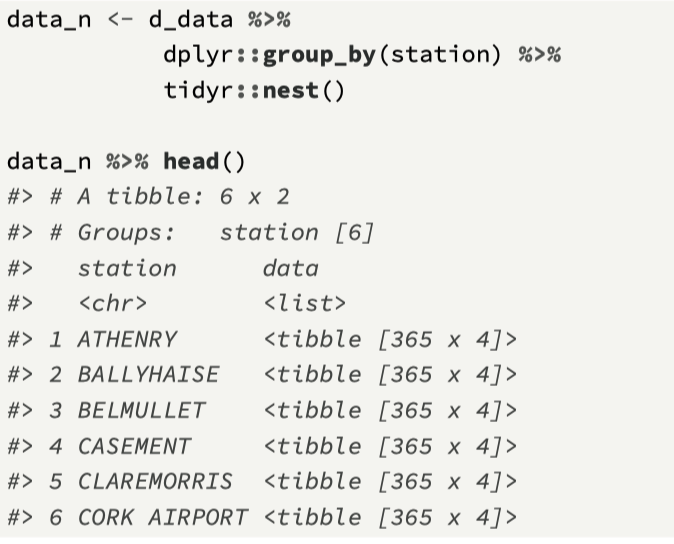 data_n <- d_data %>%
dplyr::group_by(station) %>%
tidyr::nest()
data_n %>% head()
#> # A tibble: 6 x 2
#> # Groups:   station [6]
#>   station      data
#>   <chr>        <list>
#> 1 ATHENRY      <tibble [365 x 4]>
#> 2 BALLYHAISE   <tibble [365 x 4]>
#> 3 BELMULLET    <tibble [365 x 4]>
#> 4 CASEMENT     <tibble [365 x 4]>
#> 5 CLAREMORRIS  <tibble [365 x 4]>
#> 6 CORK AIRPORT <tibble [365 x 4]>